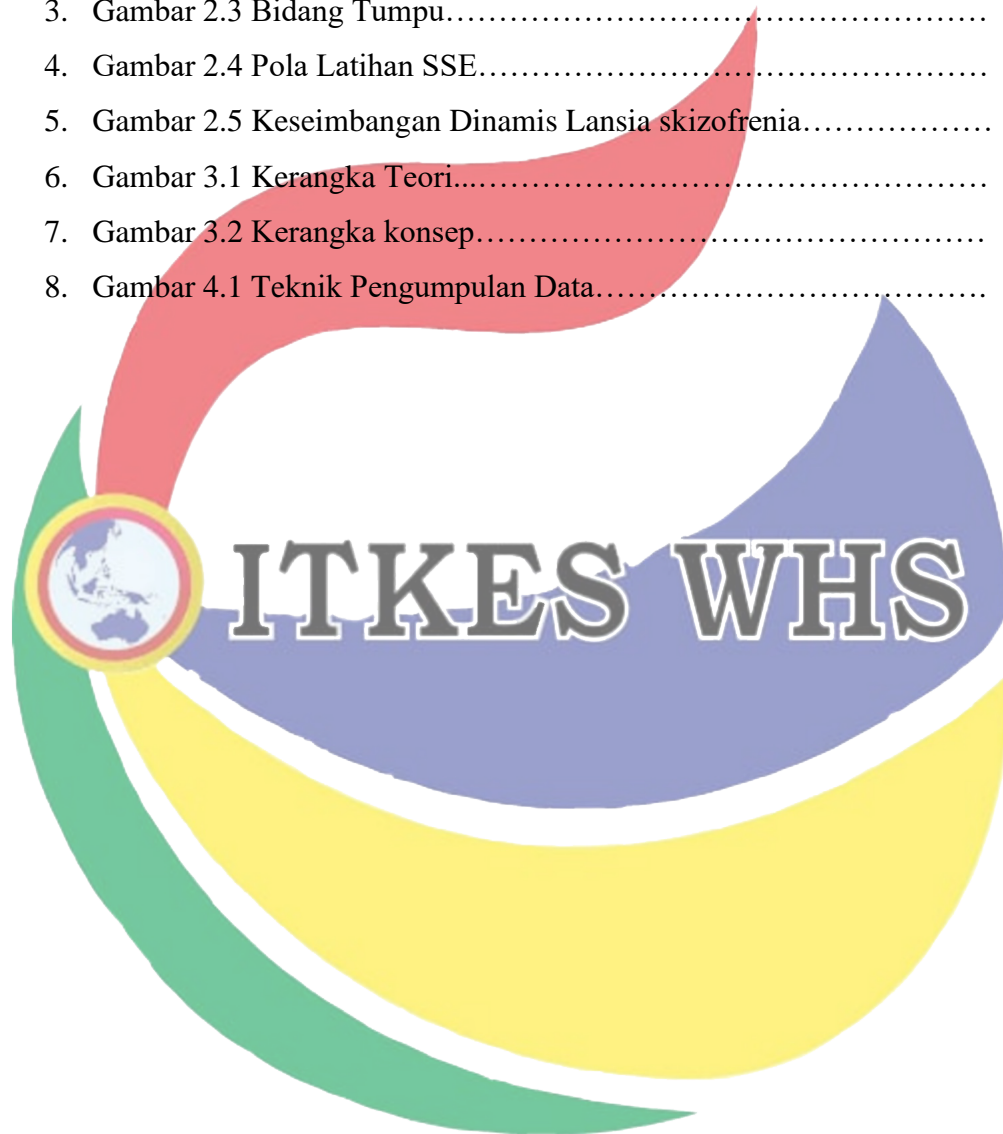 3. Gambar 2.3 Bidang Tumpu……………………………………………
4. Gambar 2.4 Pola Latihan SSE…………………………………………
5. Gambar 2.5 Keseimbangan Dinamis Lansia skizofrenia………………
6. Gambar 3.1 Kerangka Teori...…………………………………………
7. Gambar 3.2 Kerangka konsep…………………………………………
8. Gambar 4.1 Teknik Pengumpulan Data……………………………….
ITKES WHS